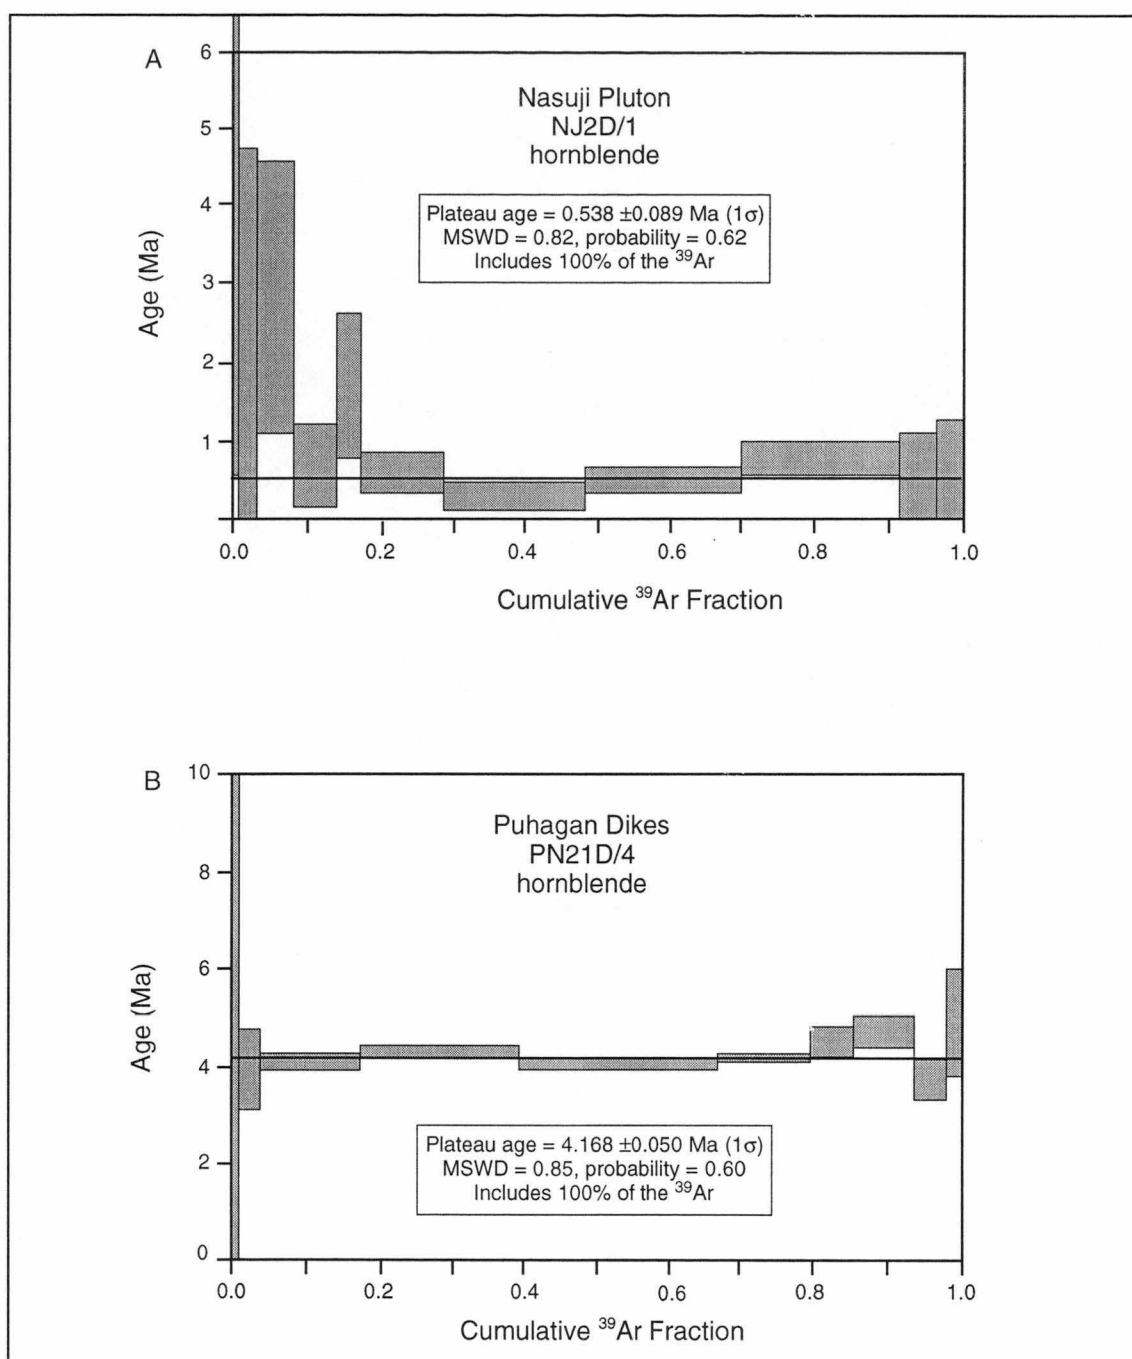 A
Nasuji Pluton
NJ2D/1
hornblende
Plateau age = 0.538 ±0.089 Ma (1σ)
MSWD = 0.82, probability = 0.62
Includes 100% of the ³⁹Ar
Age (Ma)
6
5
4
3
2
1
0.0 0.2 0.4 0.6 0.8 1.0
Cumulative ³⁹Ar Fraction
B
Puhagan Dikes
PN21D/4
hornblende
Plateau age = 4.168 ±0.050 Ma (1σ)
MSWD = 0.85, probability = 0.60
Includes 100% of the ³⁹Ar
Age (Ma)
10
8
6
4
2
0
0.0 0.2 0.4 0.6 0.8 1.0
Cumulative ³⁹Ar Fraction